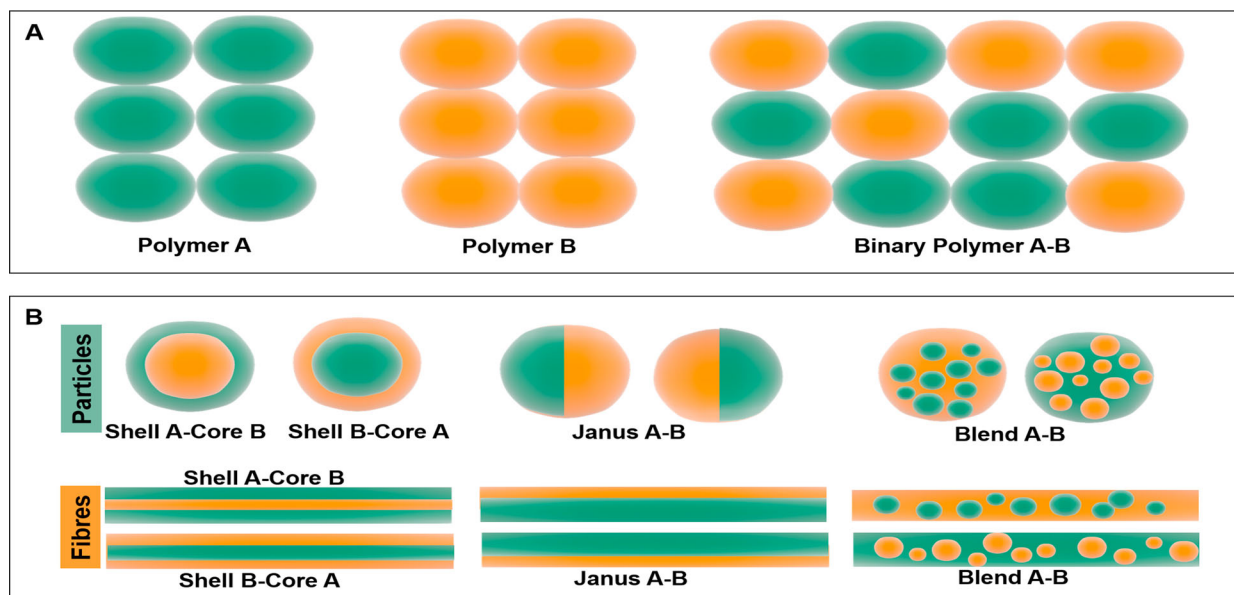 A
Polymer A
Polymer B
Binary Polymer A-B
B
Particles
Shell A-Core B
Shell B-Core A
Janus A-B
Blend A-B
Fibres
Shell A-Core B
Shell B-Core A
Janus A-B
Blend A-B